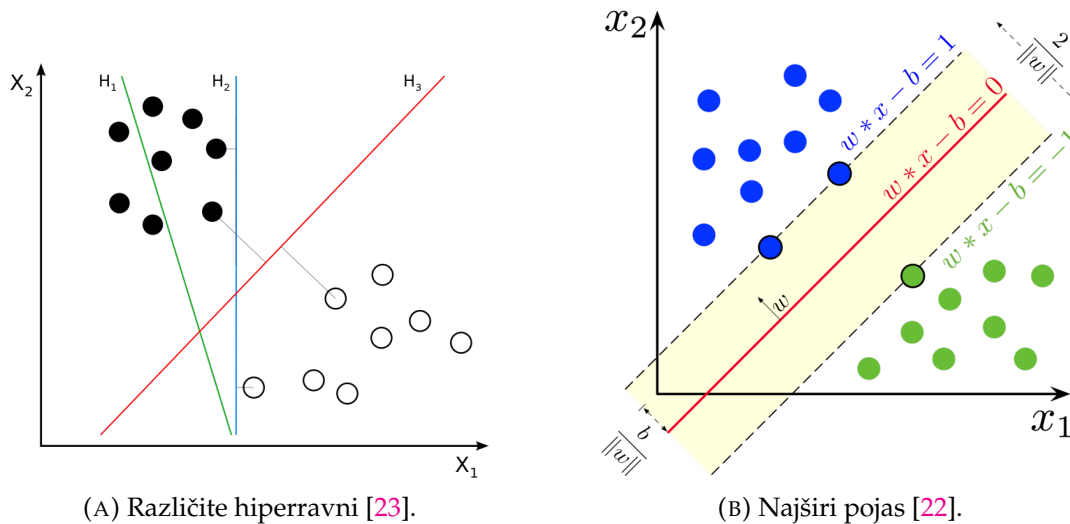 X₂
H₁
H₂
H₃
X₁
(A) Različite hiperravni [23].
x₂
w * x − b = 1
w * x − b = 0
w * x − b = −1
2
‖w‖
w
b
‖w‖
x₁
(B) Najširi pojas [22].